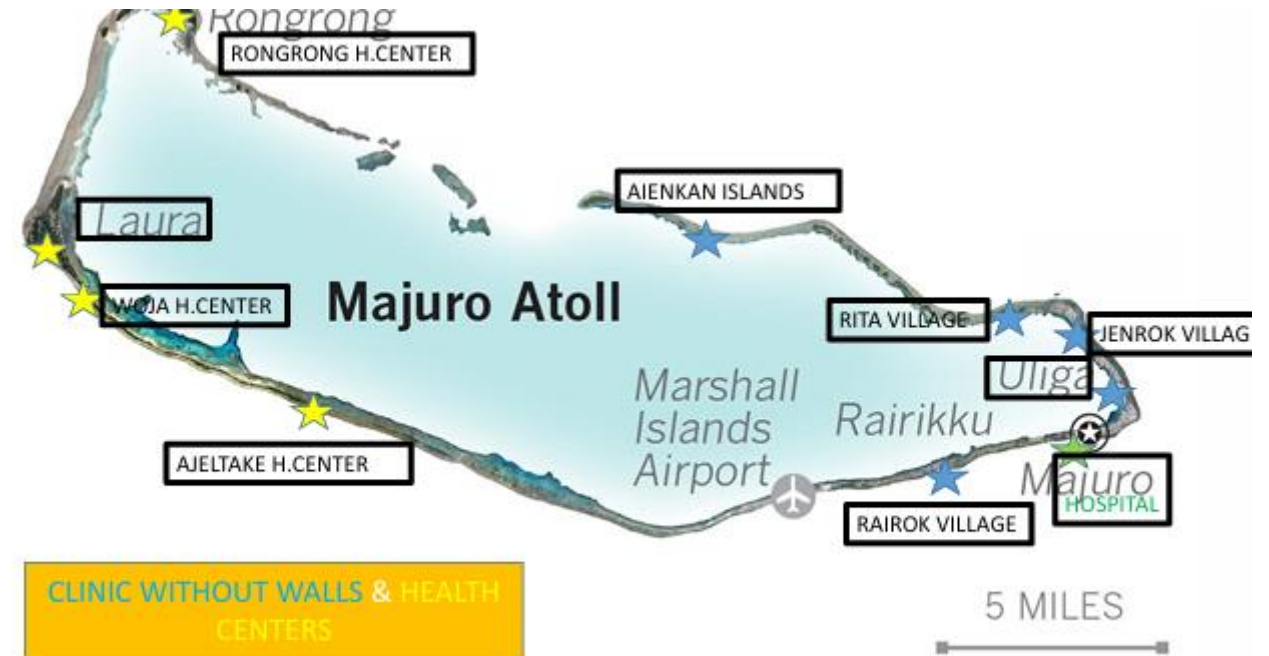 Rongrong
RONGRONG H.CENTER
AIENKAN ISLANDS
Laura
WOJA H.CENTER
Majuro Atoll
RITA VILLAGE
JENROK VILLAG
Uliga
Marshall
Islands
Airport
Rairikku
AJELTAKE H.CENTER
Majuro
HOSPITAL
RAIROK VILLAGE
CLINIC WITHOUT WALLS & HEALTH
CENTERS
5 MILES